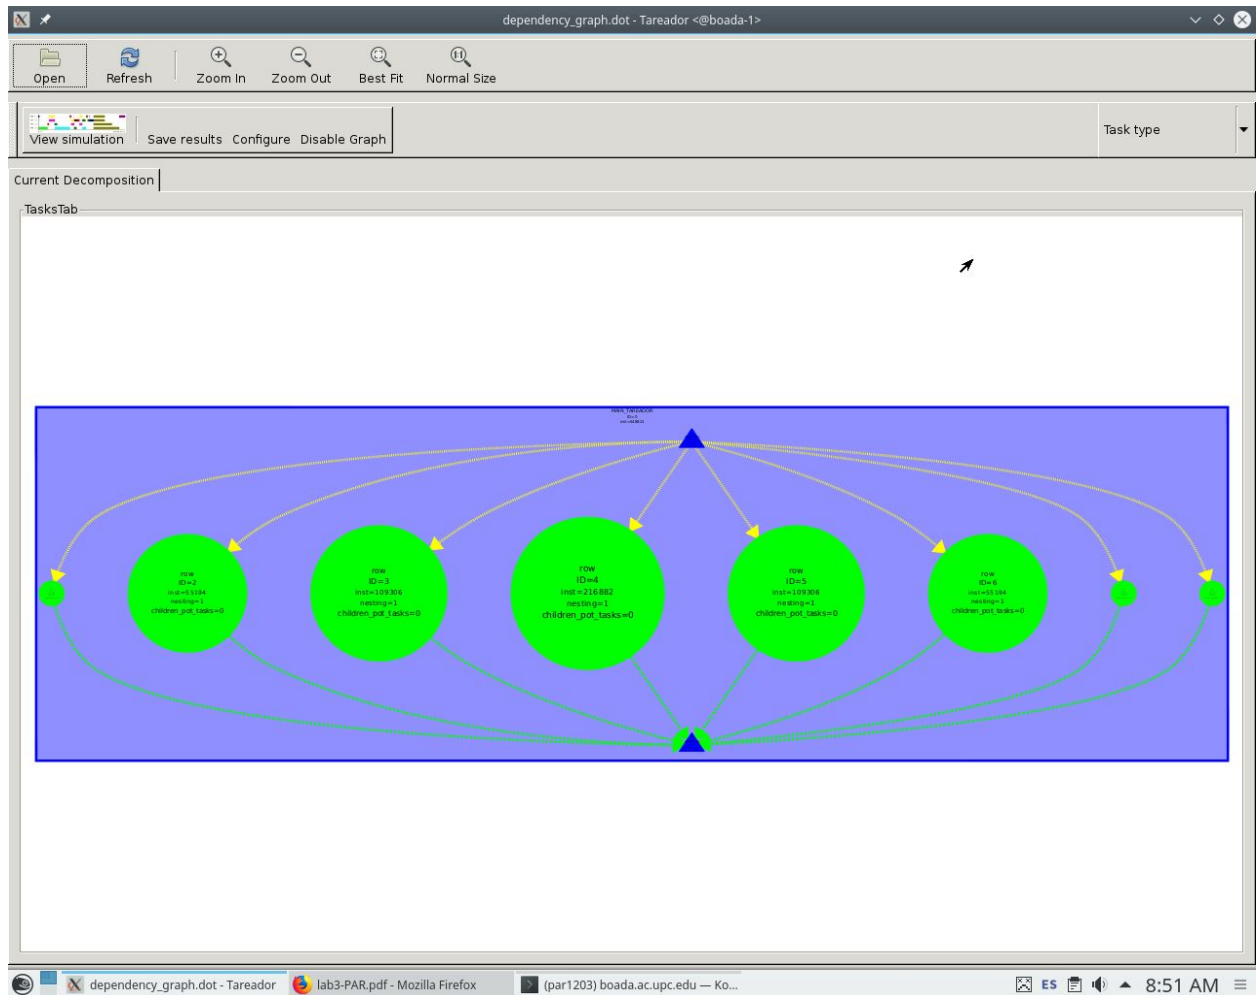 dependency_graph.dot - Tareador <@boada-1>
Open
Refresh
Zoom In
Zoom Out
Best Fit
Normal Size
View simulation
Save results
Configure
Disable Graph
Task type
Current Decomposition
TasksTab
MAIN_TAREADOR
row
ID=2
inst=55194
nesting=1
children_pot_tasks=0
row
ID=3
inst=109306
nesting=1
children_pot_tasks=0
row
ID=4
inst=216882
nesting=1
children_pot_tasks=0
row
ID=5
inst=109306
nesting=1
children_pot_tasks=0
row
ID=6
inst=55194
nesting=1
children_pot_tasks=0
dependency_graph.dot - Tareador
lab3-PAR.pdf - Mozilla Firefox
(par1203) boada.ac.upc.edu — Ko...
ES
8:51 AM